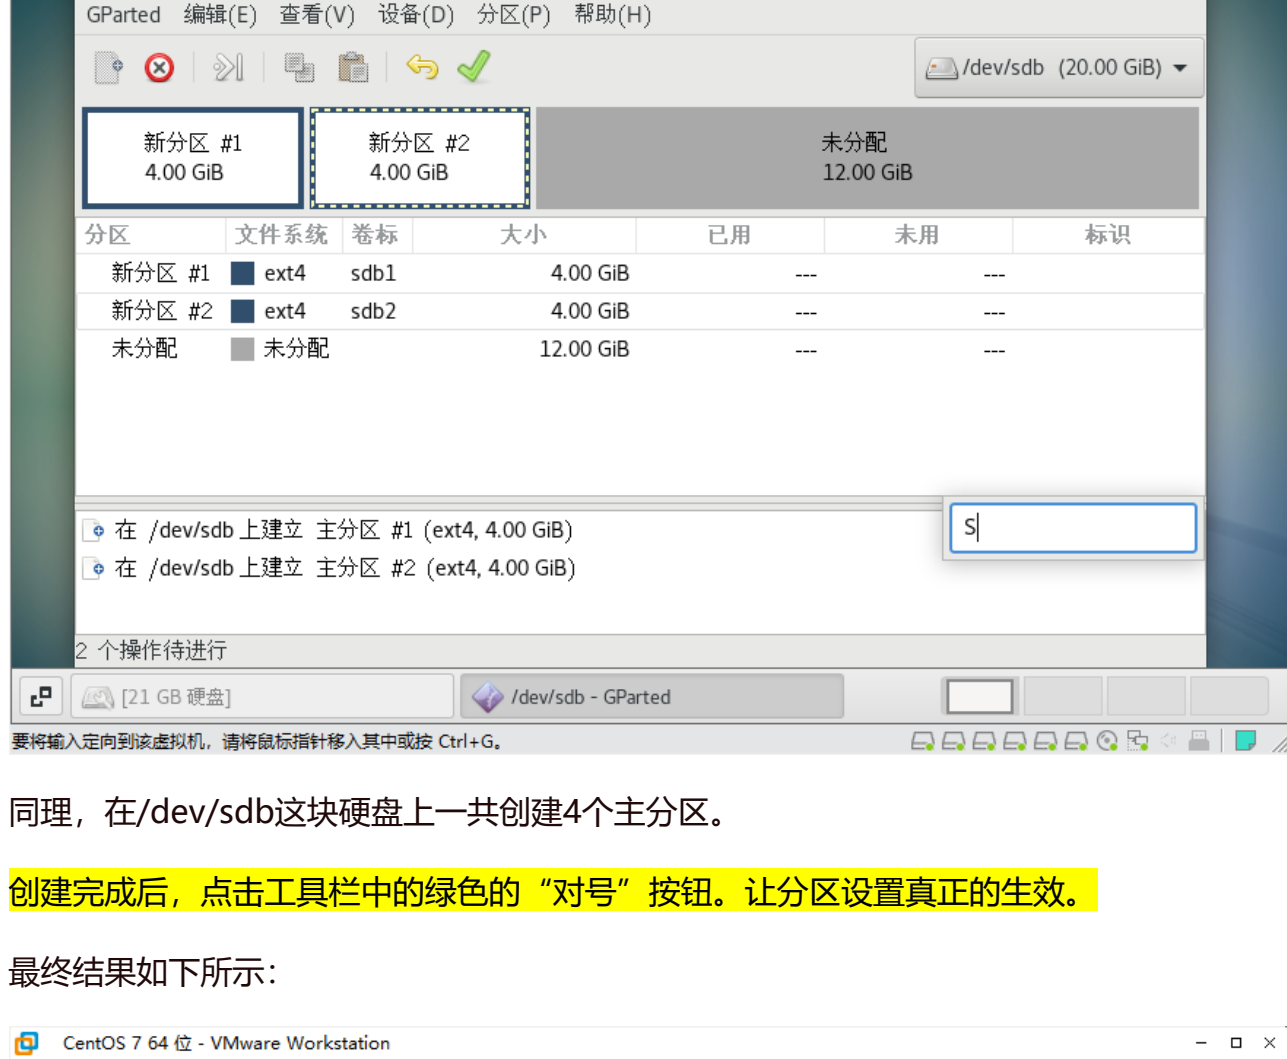 GParted 编辑(E) 查看(V) 设备(D) 分区(P) 帮助(H)
/dev/sdb (20.00 GiB)
新分区 #1
4.00 GiB
新分区 #2
4.00 GiB
未分配
12.00 GiB
分区 文件系统 卷标 大小 已用 未用 标识
新分区 #1 ext4 sdb1 4.00 GiB --- ---
新分区 #2 ext4 sdb2 4.00 GiB --- ---
未分配 未分配 12.00 GiB --- ---
在 /dev/sdb 上建立 主分区 #1 (ext4, 4.00 GiB)
在 /dev/sdb 上建立 主分区 #2 (ext4, 4.00 GiB)
S
2 个操作待进行
[21 GB 硬盘] /dev/sdb - GParted
要将输入定向到该虚拟机，请将鼠标指针移入其中或按 Ctrl+G。
同理，在/dev/sdb这块硬盘上一共创建4个主分区。
创建完成后，点击工具栏中的绿色的“对号”按钮。让分区设置真正的生效。
最终结果如下所示：
CentOS 7 64 位 - VMware Workstation